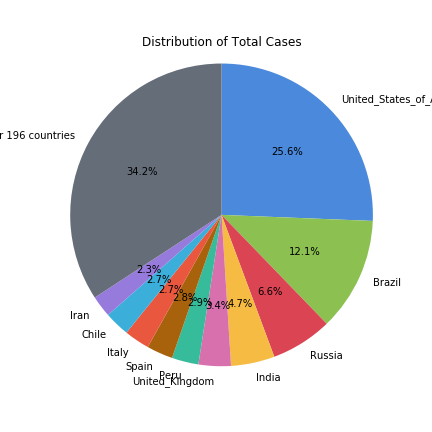 Distribution of Total Cases
United_States_of_
25.6%
12.1%
Brazil
6.6%
Russia
4.7%
India
3.4%
United_Kingdom
2.9%
Peru
2.8%
Spain
2.7%
Italy
2.7%
Chile
2.3%
Iran
34.2%
r 196 countries